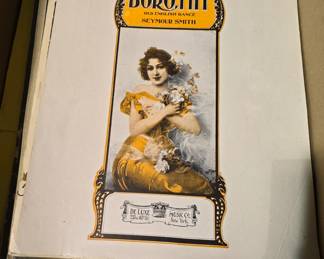 DOROTHY
OLD ENGLISH DANCE
SEYMOUR SMITH
DE LUXE MUSIC CO.
New York